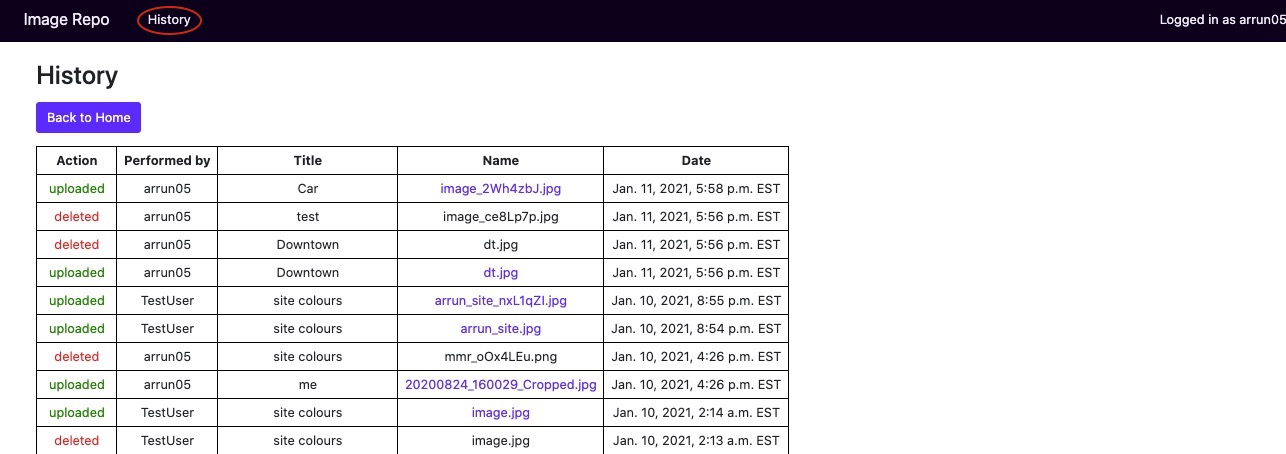 Image Repo History Logged in as arrun05
History
Back to Home
Action Performed by Title Name Date
uploaded arrun05 Car image_2Wh4zbJ.jpg Jan. 11, 2021, 5:58 p.m. EST
deleted arrun05 test image_ce8Lp7p.jpg Jan. 11, 2021, 5:56 p.m. EST
deleted arrun05 Downtown dt.jpg Jan. 11, 2021, 5:56 p.m. EST
uploaded arrun05 Downtown dt.jpg Jan. 11, 2021, 5:56 p.m. EST
uploaded TestUser site colours arrun_site_nxL1qZI.jpg Jan. 10, 2021, 8:55 p.m. EST
uploaded TestUser site colours arrun_site.jpg Jan. 10, 2021, 8:54 p.m. EST
deleted arrun05 site colours mmr_oOx4LEu.png Jan. 10, 2021, 4:26 p.m. EST
uploaded arrun05 me 20200824_160029_Cropped.jpg Jan. 10, 2021, 4:26 p.m. EST
uploaded TestUser site colours image.jpg Jan. 10, 2021, 2:14 a.m. EST
deleted TestUser site colours image.jpg Jan. 10, 2021, 2:13 a.m. EST